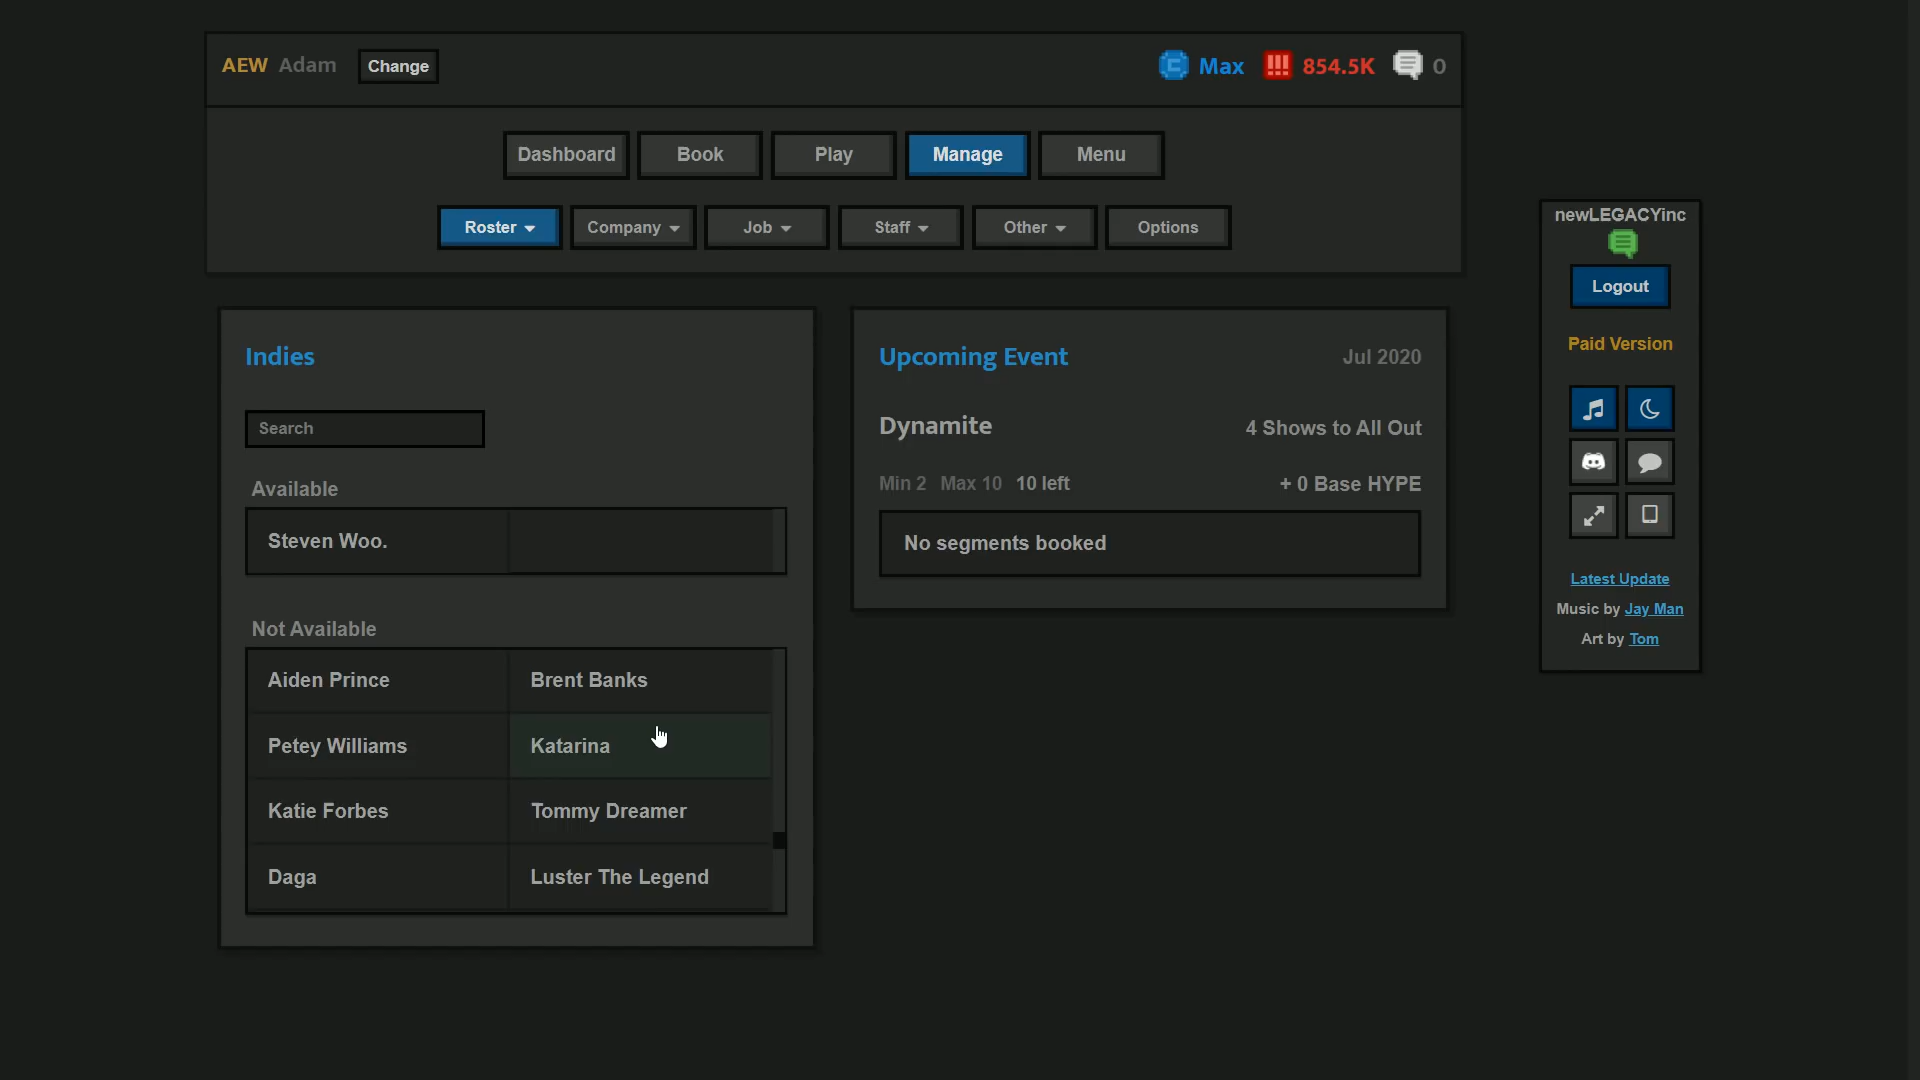 AEW Adam Change Max 854.5K 0
Dashboard Book Play Manage Menu
Roster Company Job Staff Other Options
newLEGACYinc
Logout
Paid Version
Latest Update
Music by Jay Man
Art by Tom
Indies
Search
Available
Steven Woo.
Not Available
Aiden Prince Brent Banks
Petey Williams Katarina
Katie Forbes Tommy Dreamer
Daga Luster The Legend
Upcoming Event Jul 2020
Dynamite 4 Shows to All Out
Min 2 Max 10 10 left + 0 Base HYPE
No segments booked